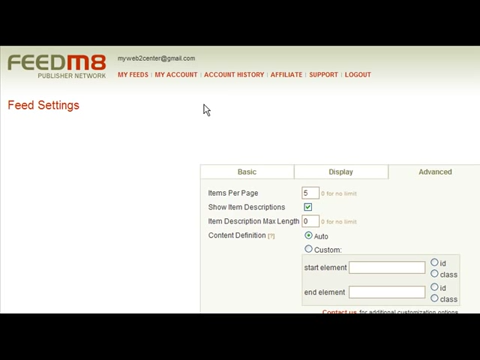 FEEDM8
PUBLISHER NETWORK
myweb2center@gmail.com
MY FEEDS | MY ACCOUNT | ACCOUNT HISTORY | AFFILIATE | SUPPORT | LOGOUT
Feed Settings
Basic Display Advanced
Items Per Page 5 0 for no limit
Show Item Descriptions
Item Description Max Length 0 0 for no limit
Content Definition [?] Auto
Custom:
start element id
class
end element id
class
Contact us for additional customization options